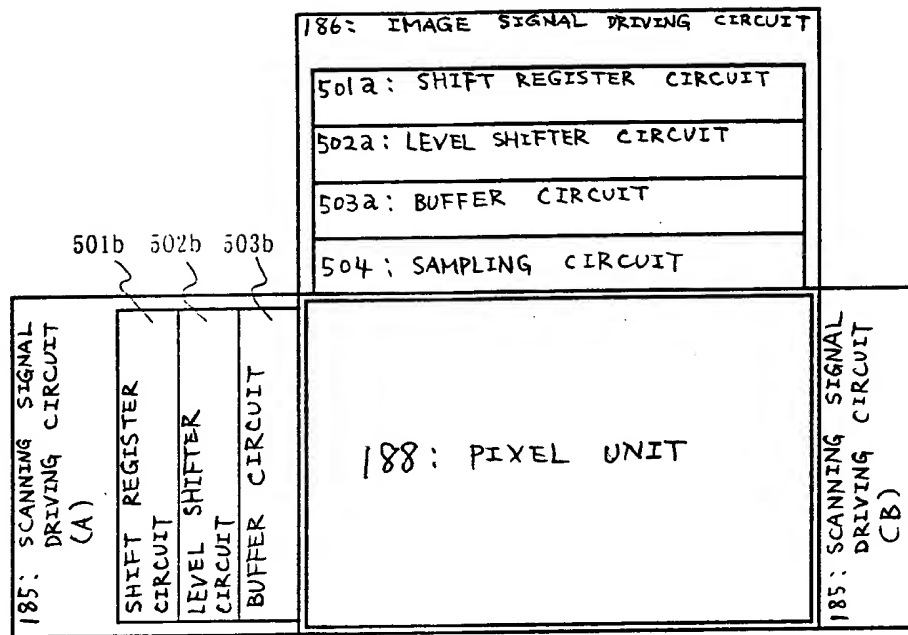 186: IMAGE SIGNAL DRIVING CIRCUIT
501a: SHIFT REGISTER CIRCUIT
502a: LEVEL SHIFTER CIRCUIT
503a: BUFFER CIRCUIT
504: SAMPLING CIRCUIT
501b 502b 503b
185: SCANNING SIGNAL
DRIVING CIRCUIT
(A)
SHIFT REGISTER
CIRCUIT
LEVEL SHIFTER
CIRCUIT
BUFFER CIRCUIT
188: PIXEL UNIT
185: SCANNING SIGNAL
DRIVING CIRCUIT
(B)